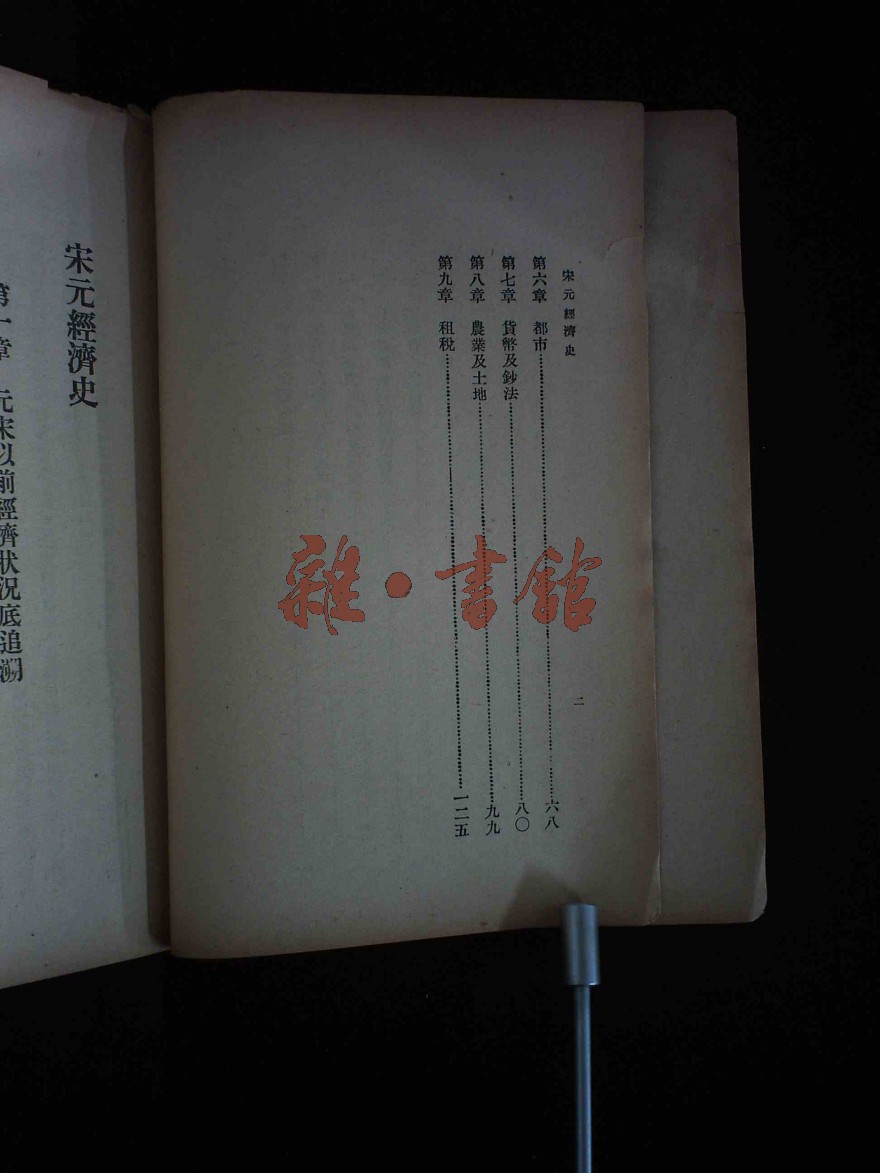 宋元經濟史
二
第六章 都市……六八
第七章 貨幣及鈔法……八〇
第八章 農業及土地……九九
第九章 租稅……一二五
宋元經濟史
第一章 元宋以前經濟狀況底追溯
雜·書館